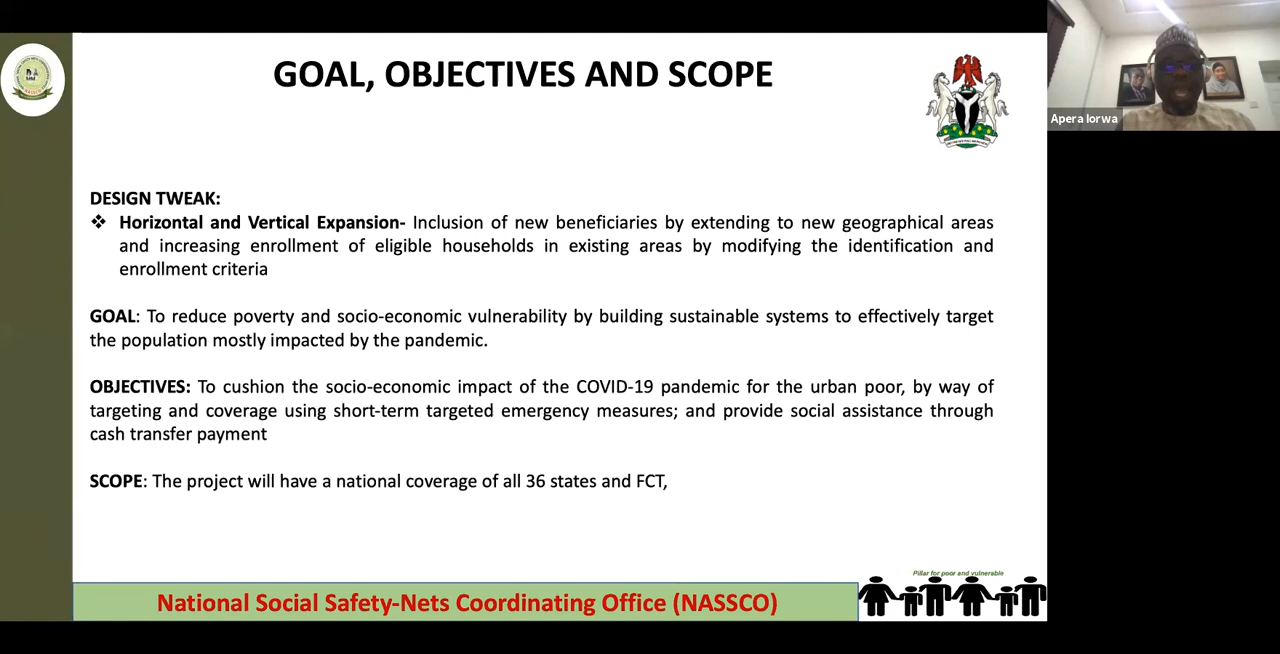 GOAL, OBJECTIVES AND SCOPE
Apera Iorwa
DESIGN TWEAK:
❖ Horizontal and Vertical Expansion- Inclusion of new beneficiaries by extending to new geographical areas
and increasing enrollment of eligible households in existing areas by modifying the identification and
enrollment criteria
GOAL: To reduce poverty and socio-economic vulnerability by building sustainable systems to effectively target
the population mostly impacted by the pandemic.
OBJECTIVES: To cushion the socio-economic impact of the COVID-19 pandemic for the urban poor, by way of
targeting and coverage using short-term targeted emergency measures; and provide social assistance through
cash transfer payment
SCOPE: The project will have a national coverage of all 36 states and FCT,
Pillar for poor and vulnerable
National Social Safety-Nets Coordinating Office (NASSCO)